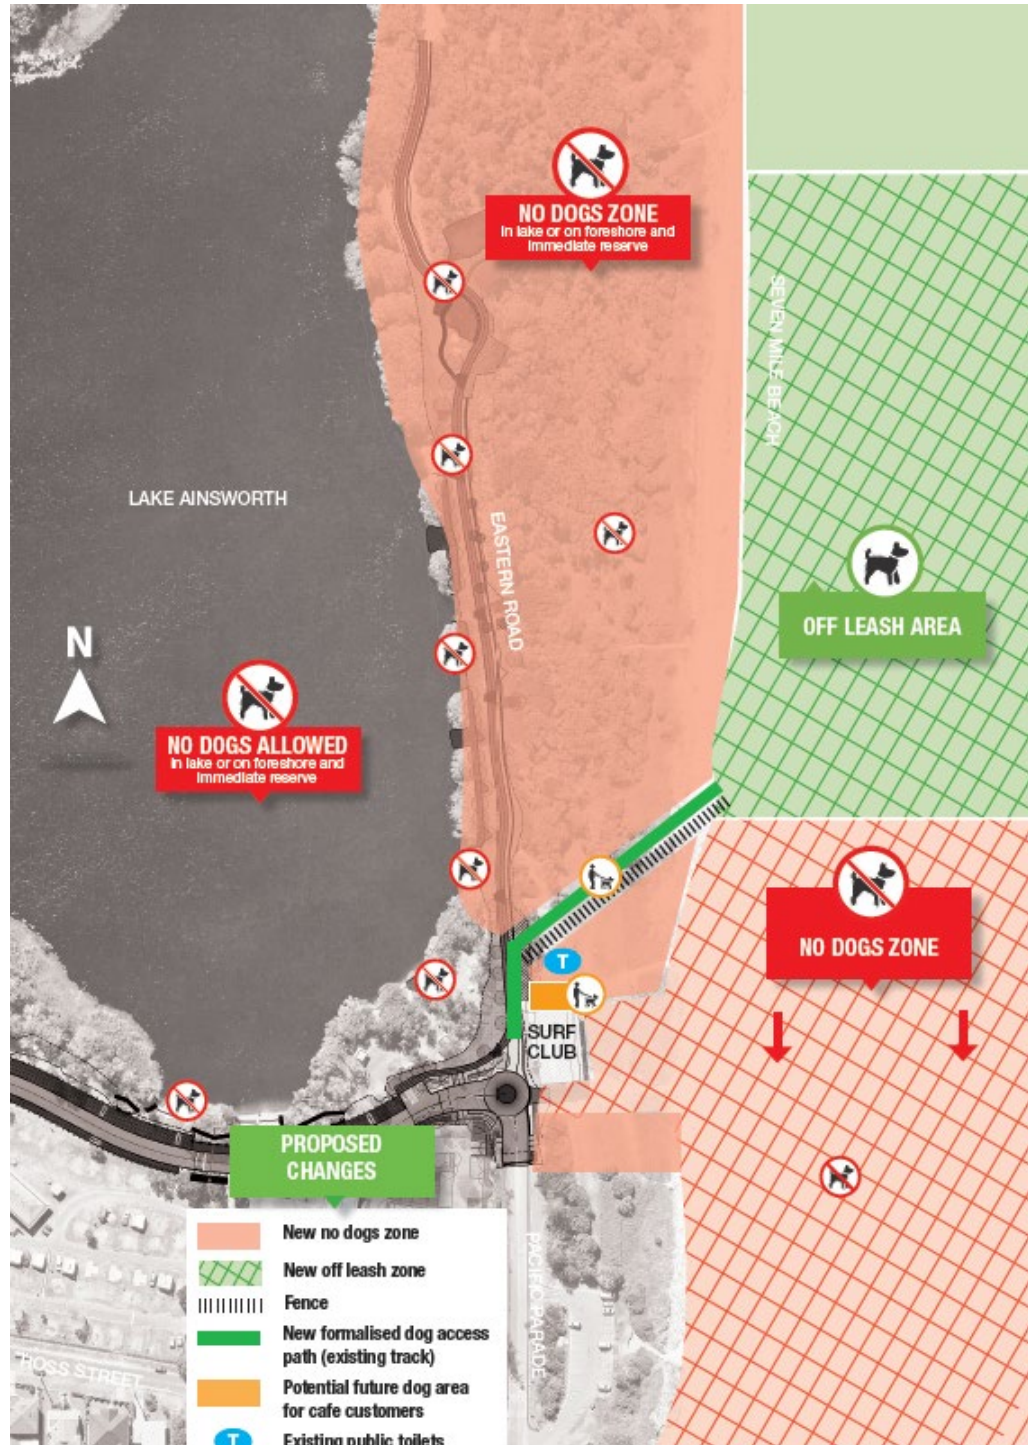 NO DOGS ZONE
In lake or on foreshore and
immediate reserve
SEVEN MILE BEACH
LAKE AINSWORTH
EASTERN ROAD
OFF LEASH AREA
N
NO DOGS ALLOWED
In lake or on foreshore and
immediate reserve
NO DOGS ZONE
T
SURF
CLUB
PROPOSED
CHANGES
New no dogs zone
New off leash zone
Fence
New formalised dog access
path (existing track)
Potential future dog area
for cafe customers
T
Existing public toilets
PACIFIC PARADE
ROSS STREET